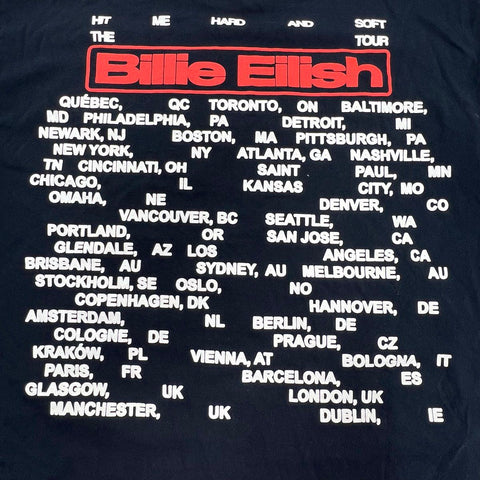 HIT ME HARD AND SOFT
THE TOUR
Billie Eilish
QUÉBEC, QC TORONTO, ON BALTIMORE,
MD PHILADELPHIA, PA DETROIT, MI
NEWARK, NJ BOSTON, MA PITTSBURGH, PA
NEW YORK, NY ATLANTA, GA NASHVILLE,
TN CINCINNATI, OH SAINT PAUL, MN
CHICAGO, IL KANSAS CITY, MO
OMAHA, NE DENVER, CO
VANCOUVER, BC SEATTLE, WA
PORTLAND, OR SAN JOSE, CA
GLENDALE, AZ LOS ANGELES, CA
BRISBANE, AU SYDNEY, AU MELBOURNE, AU
STOCKHOLM, SE OSLO, NO
COPENHAGEN, DK HANNOVER, DE
AMSTERDAM, NL BERLIN, DE
COLOGNE, DE PRAGUE, CZ
KRAKÓW, PL VIENNA, AT BOLOGNA, IT
PARIS, FR BARCELONA, ES
GLASGOW, UK LONDON, UK
MANCHESTER, UK DUBLIN, IE